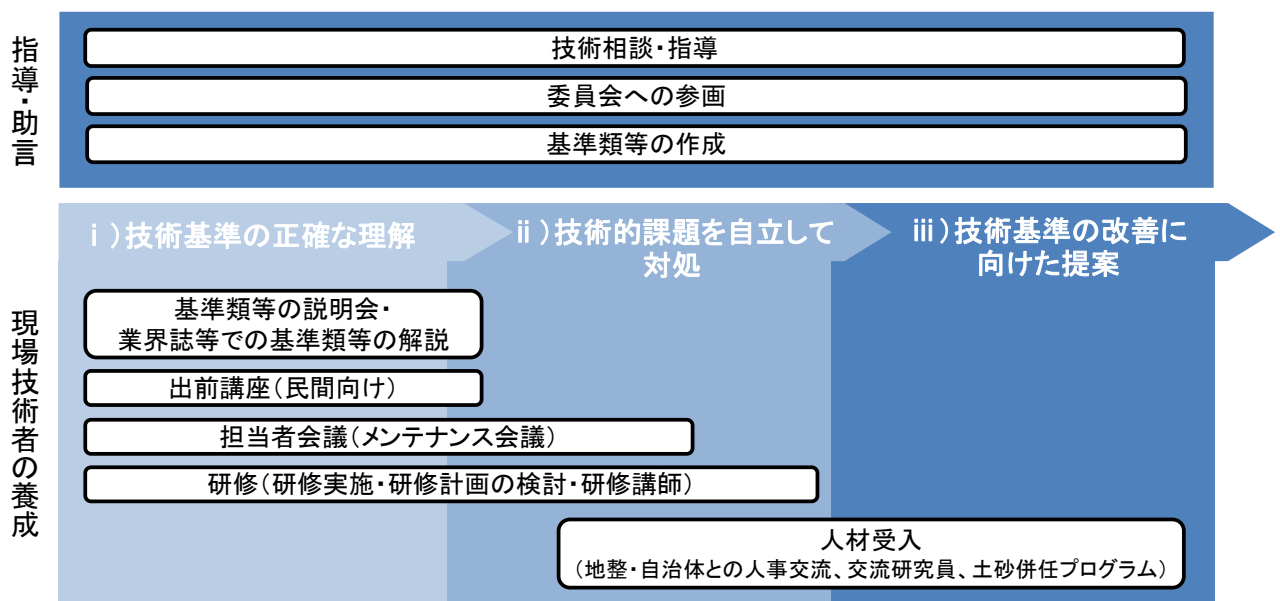 指導・助言
技術相談・指導
委員会への参画
基準類等の作成
ⅰ）技術基準の正確な理解
ⅱ）技術的課題を自立して
対処
ⅲ）技術基準の改善に
向けた提案
現場技術者の養成
基準類等の説明会・
業界誌等での基準類等の解説
出前講座（民間向け）
担当者会議（メンテナンス会議）
研修（研修実施・研修計画の検討・研修講師）
人材受入
（地整・自治体との人事交流、交流研究員、土砂併任プログラム）